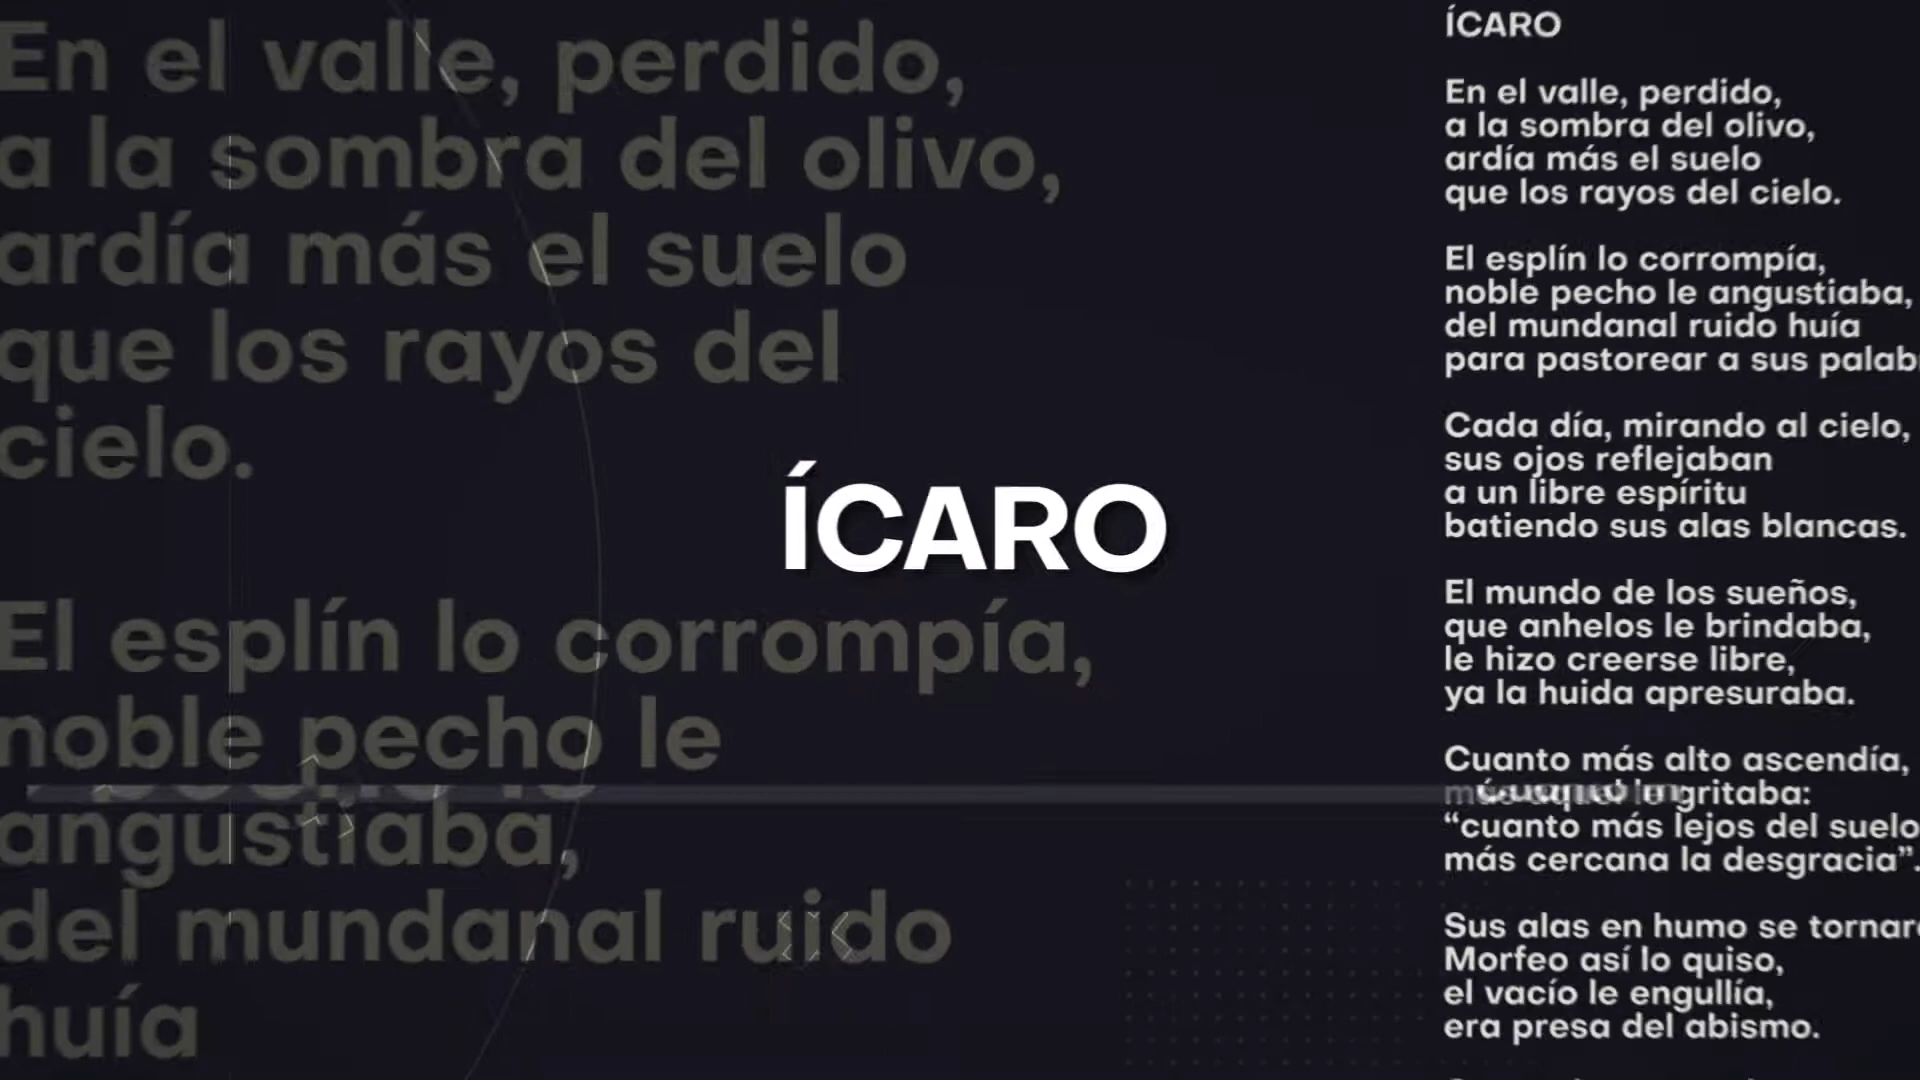 En el valle, perdido,
a la sombra del olivo,
ardía más el suelo
que los rayos del
cielo.
El esplín lo corrompía,
noble pecho le
angustiaba,
del mundanal ruido
huía
ÍCARO
ÍCARO
En el valle, perdido,
a la sombra del olivo,
ardía más el suelo
que los rayos del cielo.
El esplín lo corrompía,
noble pecho le angustiaba,
del mundanal ruido huía
para pastorear a sus
Cada día, mirando al cielo,
sus ojos reflejaban
a un libre espíritu
batiendo sus alas blancas.
El mundo de los sueños,
que anhelos le brindaba,
le hizo creerse libre,
ya la huida apresuraba.
Cuanto más alto ascendía,
gritaba:
“cuanto más lejos del suelo
más cercana la desgracia”.
Sus alas en humo se
Morfeo así lo quiso,
el vacío le engullía,
era presa del abismo.